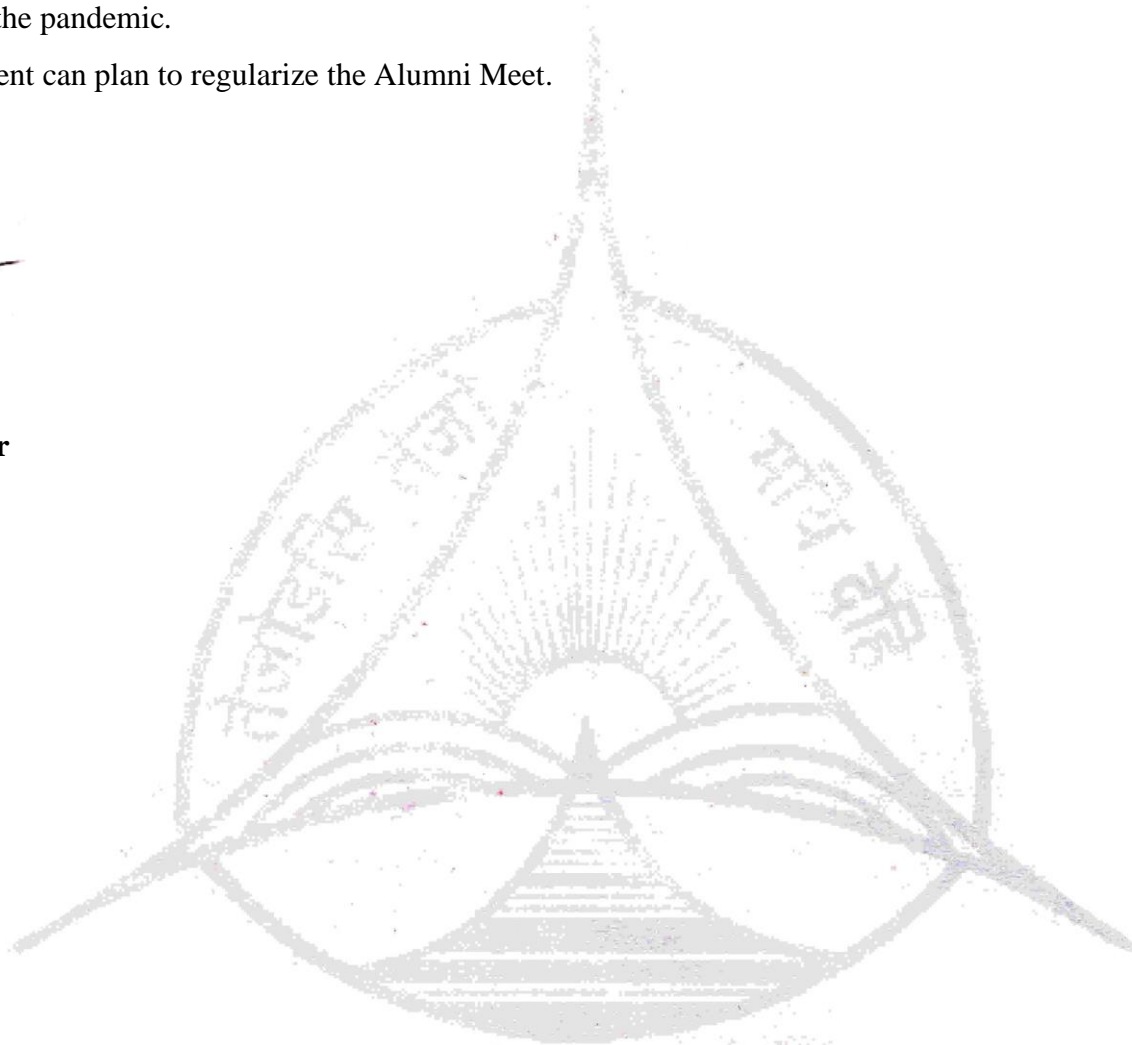 the pandemic.
ent can plan to regularize the Alumni Meet.
r